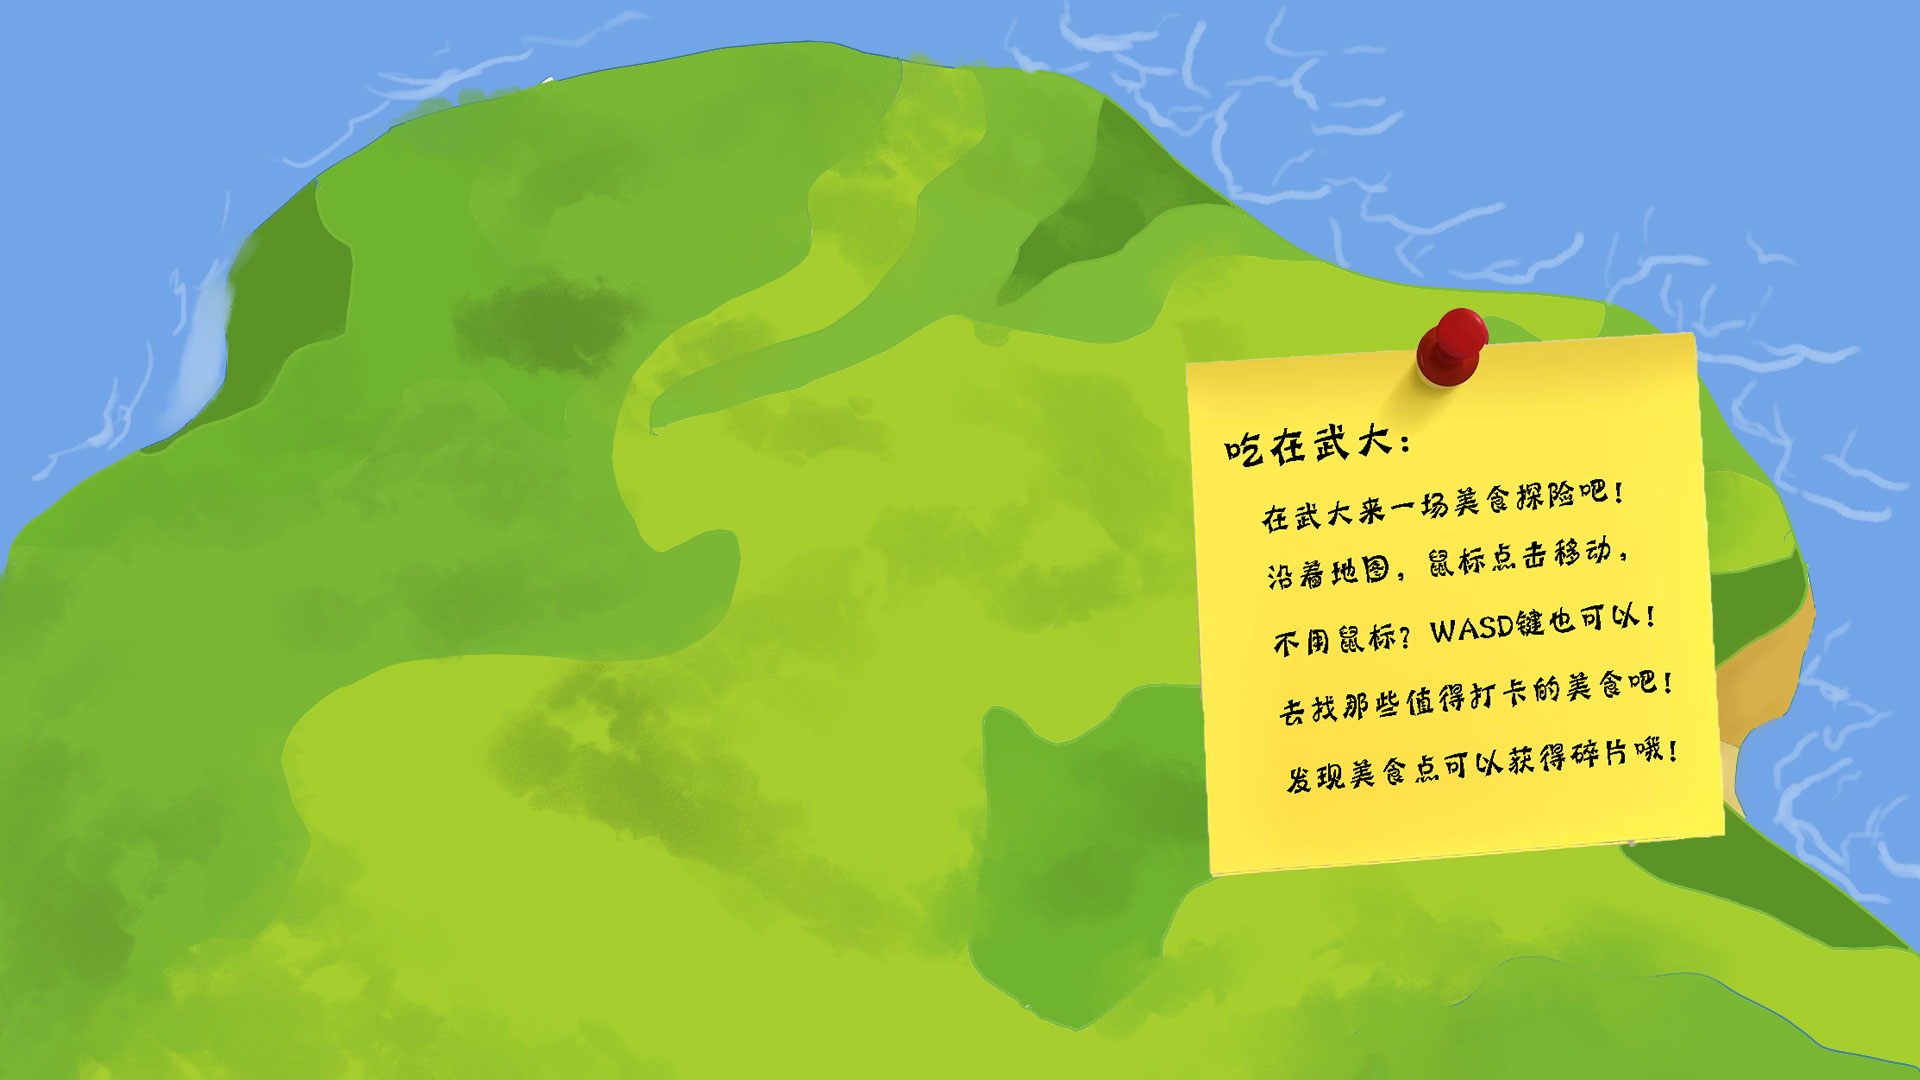 吃在武大:
在武大来一场美食探险吧!
沿着地图,鼠标点击移动,
不用鼠标?WASD键也可以!
去找那些值得打卡的美食吧!
发现美食点可以获得碎片哦!